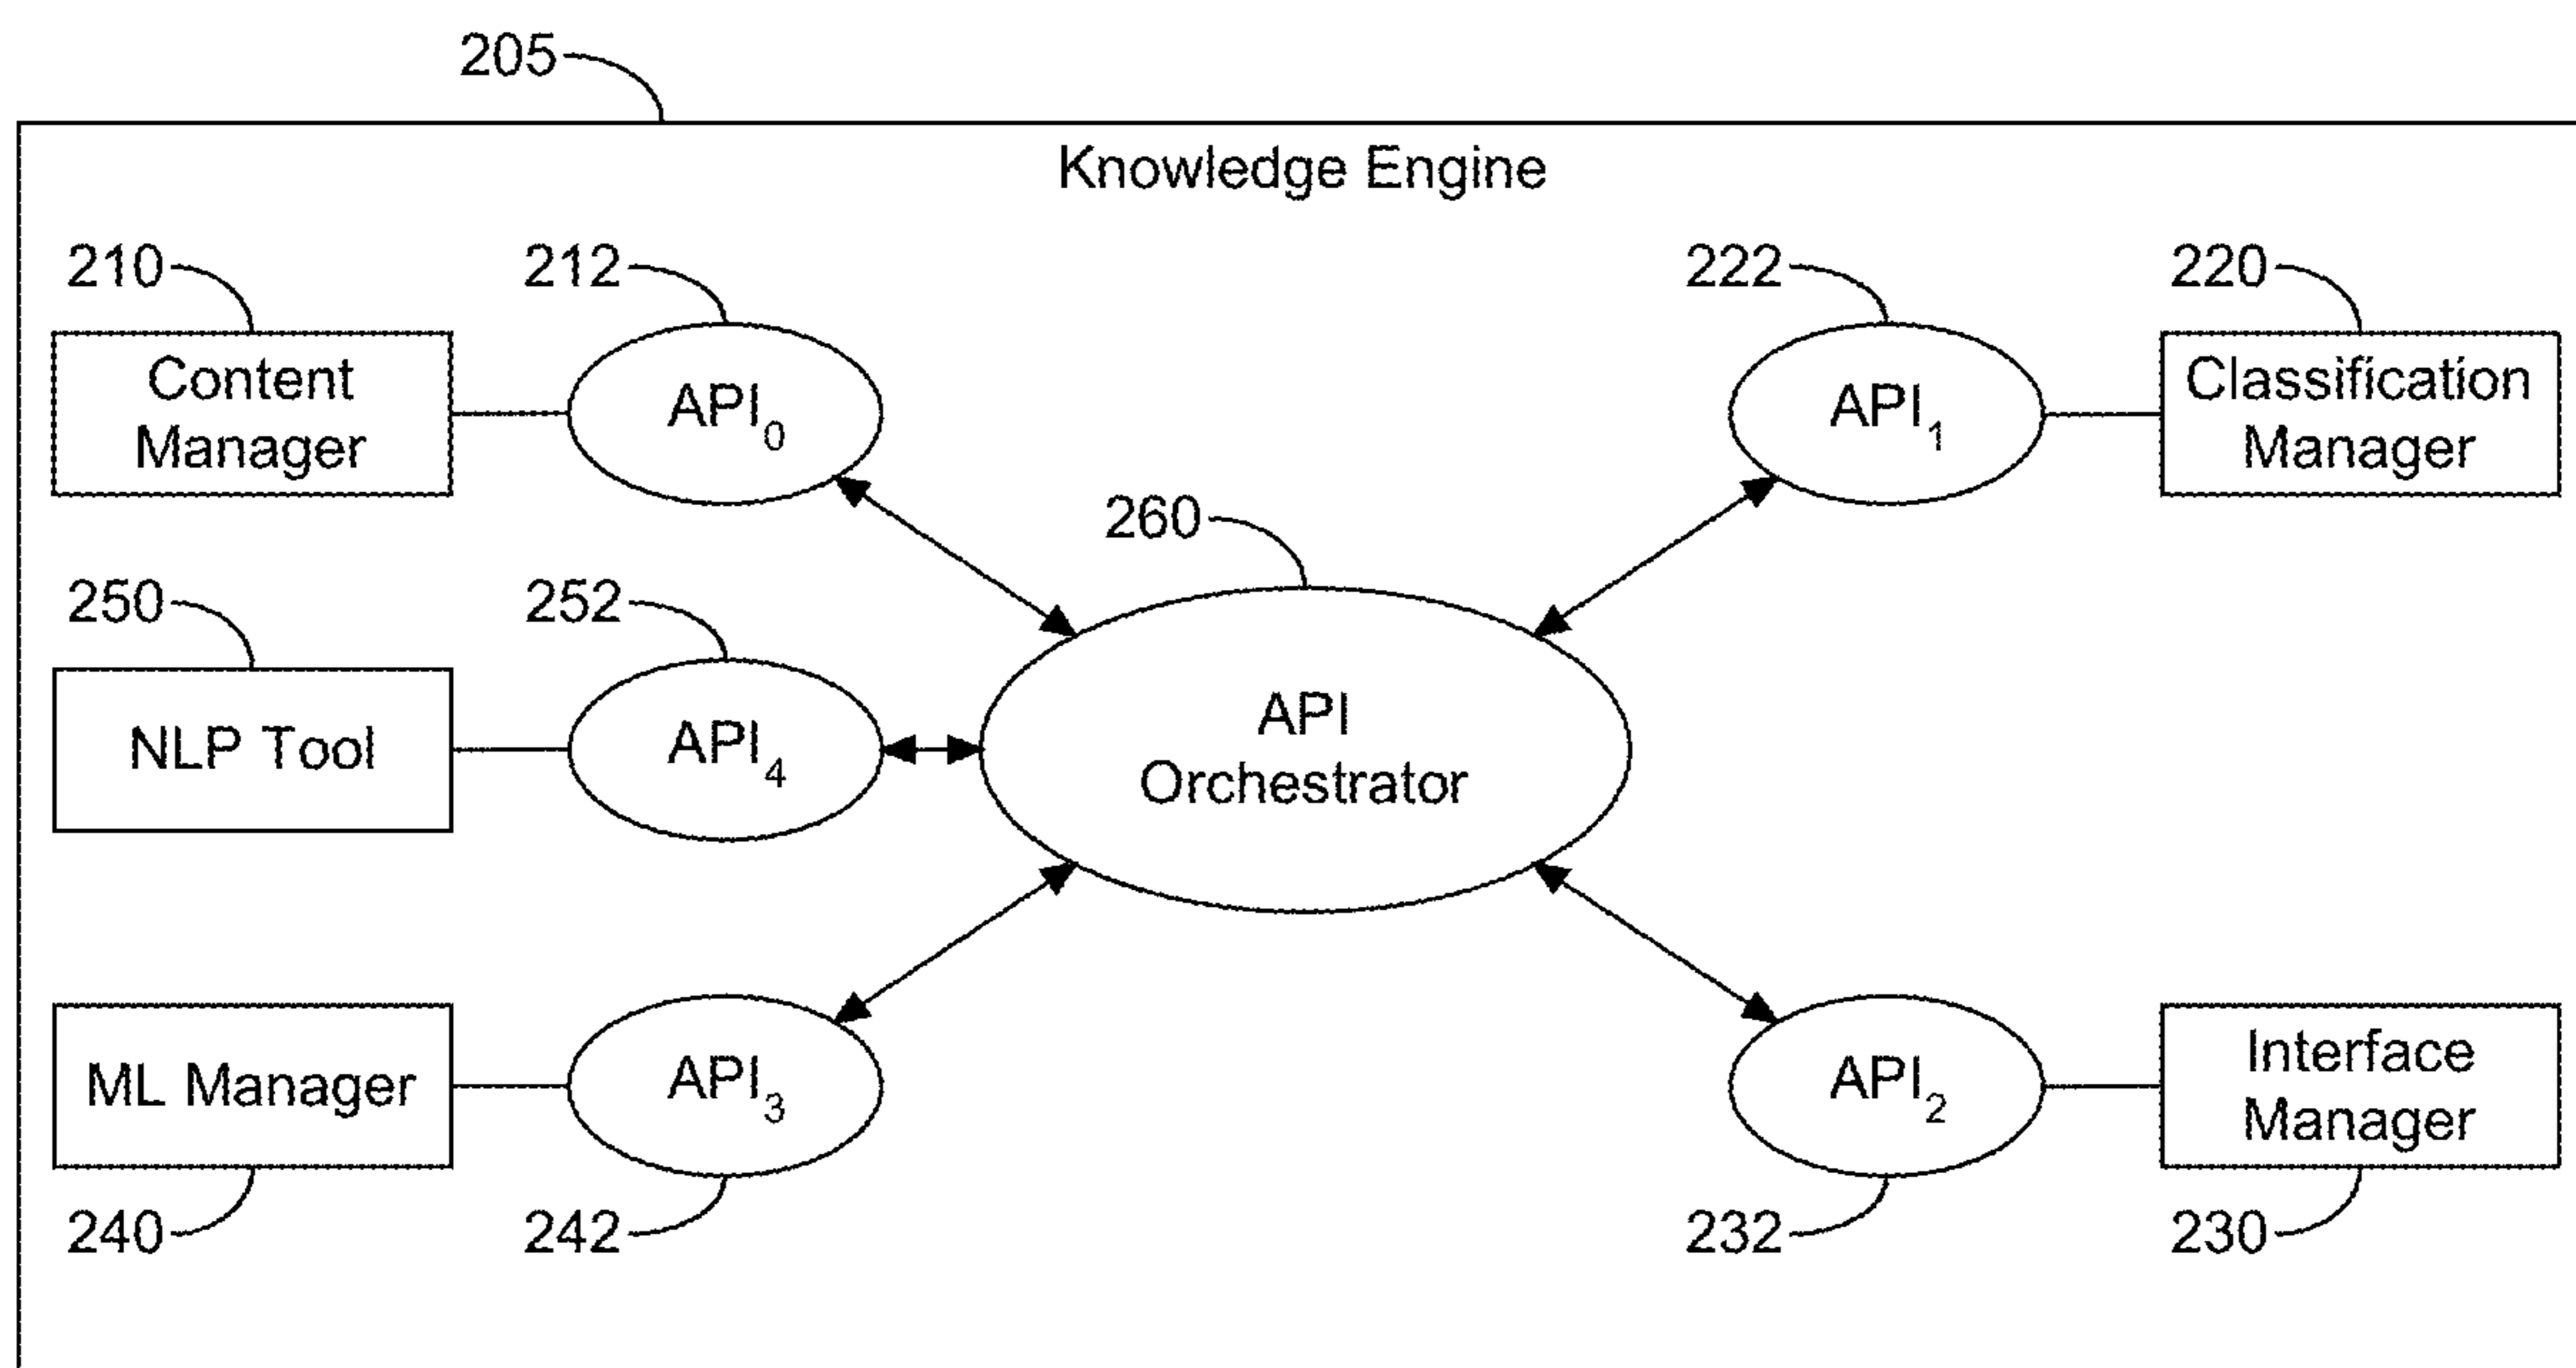 205
Knowledge Engine
210 212 222 220
Content
Manager
API₀
API₁
Classification
Manager
260
250 252
NLP Tool
API₄
API
Orchestrator
ML Manager
API₃
API₂
Interface
Manager
240 242 232 230